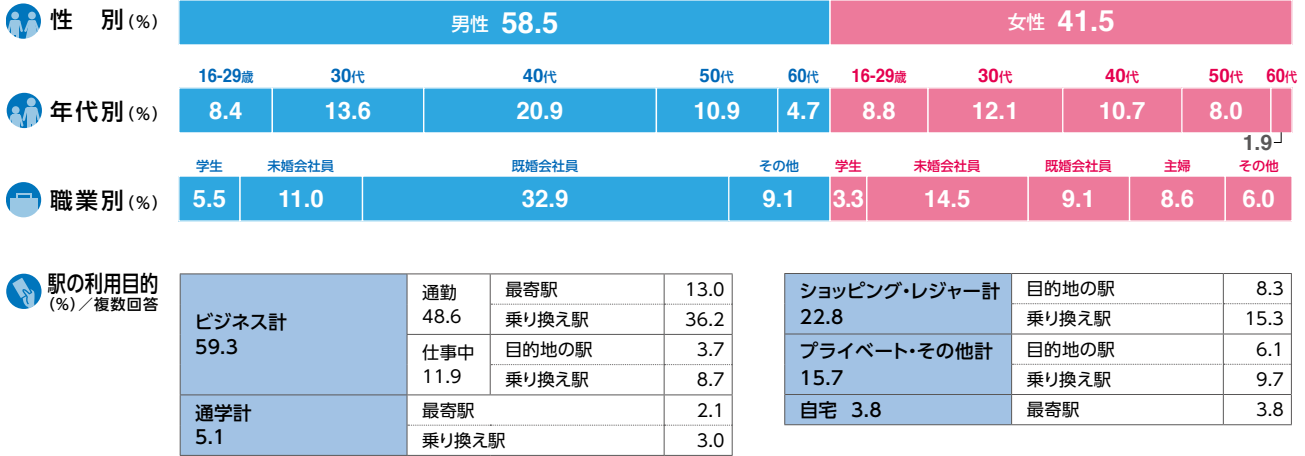 性 別(%)
男性 58.5
女性 41.5
16-29歳 30代 40代 50代 60代 16-29歳 30代 40代 50代 60代
年代別(%)
8.4 13.6 20.9 10.9 4.7 8.8 12.1 10.7 8.0
1.9
学生 未婚会社員 既婚会社員 その他 学生 未婚会社員 既婚会社員 主婦 その他
職業別(%)
5.5 11.0 32.9 9.1 3.3 14.5 9.1 8.6 6.0
駅の利用目的
(%)/複数回答
ビジネス計
59.3
通勤
48.6
最寄駅 13.0
乗り換え駅 36.2
仕事中
11.9
目的地の駅 3.7
乗り換え駅 8.7
通学計
5.1
最寄駅 2.1
乗り換え駅 3.0
ショッピング・レジャー計
22.8
目的地の駅 8.3
乗り換え駅 15.3
プライベート・その他計
15.7
目的地の駅 6.1
乗り換え駅 9.7
自宅 3.8
最寄駅 3.8